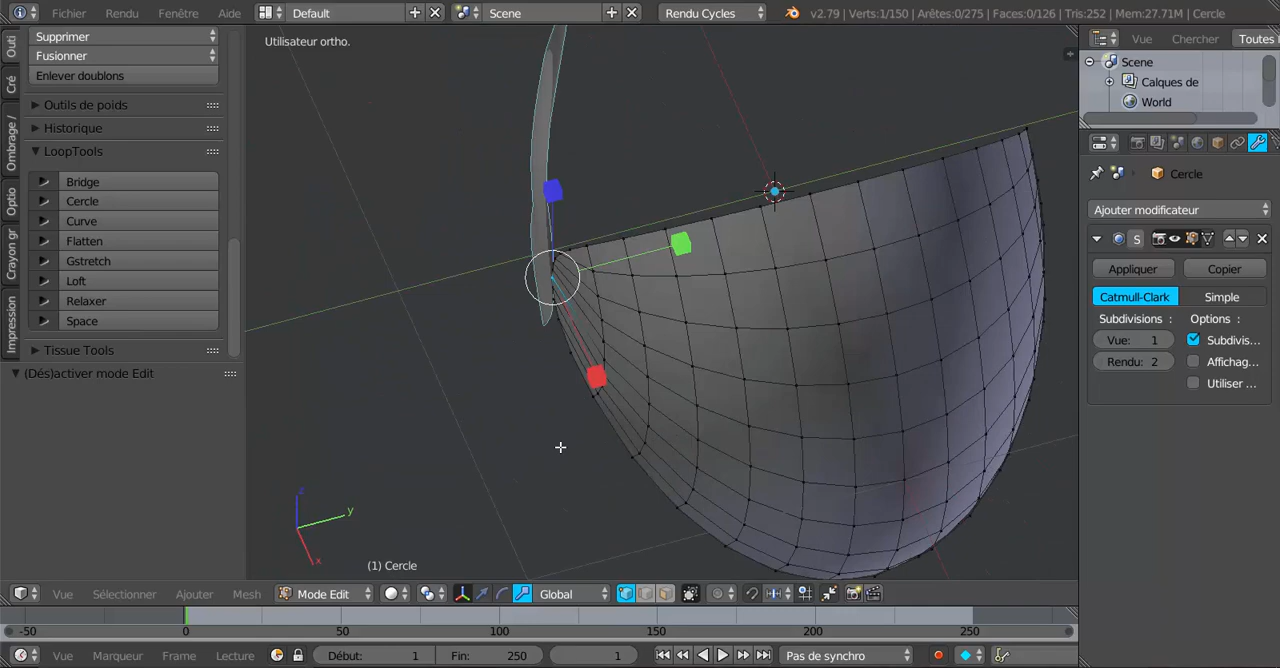 Fichier Rendu Fenêtre Aide Default Scene Rendu Cycles v2.79 | Verts:1/150 | Arêtes:0/275 | Faces:0/126 | Tris:252 | Mem:27.71M | Cercle
Outi
Cré
Ombrage /
Optio
Crayon gr
Impression
Supprimer
Fusionner
Enlever doublons
Outils de poids
Historique
LoopTools
Bridge
Cercle
Curve
Flatten
Gstretch
Loft
Relaxer
Space
Tissue Tools
(Dés)activer mode Edit
Utilisateur ortho.
z
y
x
(1) Cercle
Vue Sélectionner Ajouter Mesh Mode Edit Global
-50 0 50 100 150 200 250
Vue Marqueur Frame Lecture Début: 1 Fin: 250 1 Pas de synchro
Vue Chercher Toutes
Scene
Calques de
World
Cercle
Ajouter modificateur
S
Appliquer Copier
Catmull-Clark Simple
Subdivisions : Options :
Vue: 1 Subdivis...
Rendu: 2 Affichag...
Utiliser ...